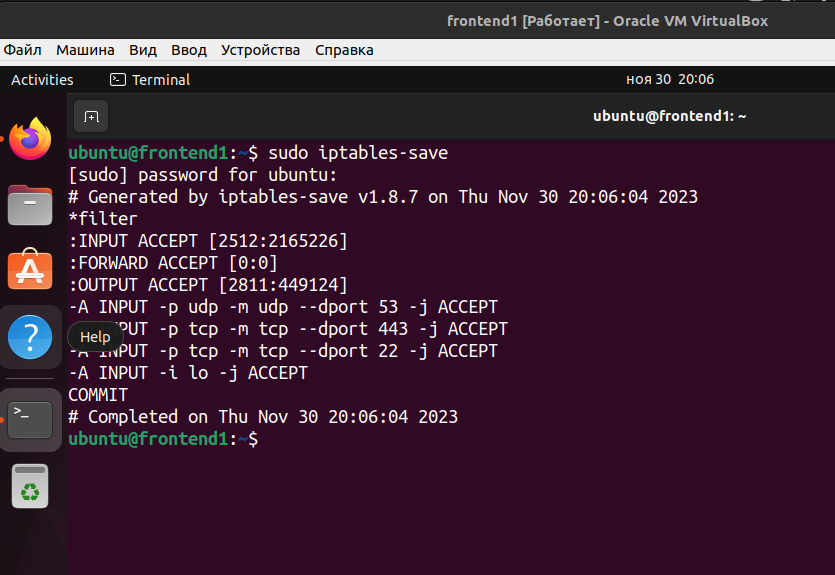 frontend1 [Работает] - Oracle VM VirtualBox
Файл Машина Вид Ввод Устройства Справка
Activities Terminal ноя 30 20:06
ubuntu@frontend1: ~
ubuntu@frontend1:~$ sudo iptables-save
[sudo] password for ubuntu:
# Generated by iptables-save v1.8.7 on Thu Nov 30 20:06:04 2023
*filter
:INPUT ACCEPT [2512:2165226]
:FORWARD ACCEPT [0:0]
:OUTPUT ACCEPT [2811:449124]
-A INPUT -p udp -m udp --dport 53 -j ACCEPT
-A INPUT -p tcp -m tcp --dport 443 -j ACCEPT
Help
-A INPUT -p tcp -m tcp --dport 22 -j ACCEPT
-A INPUT -i lo -j ACCEPT
COMMIT
# Completed on Thu Nov 30 20:06:04 2023
ubuntu@frontend1:~$